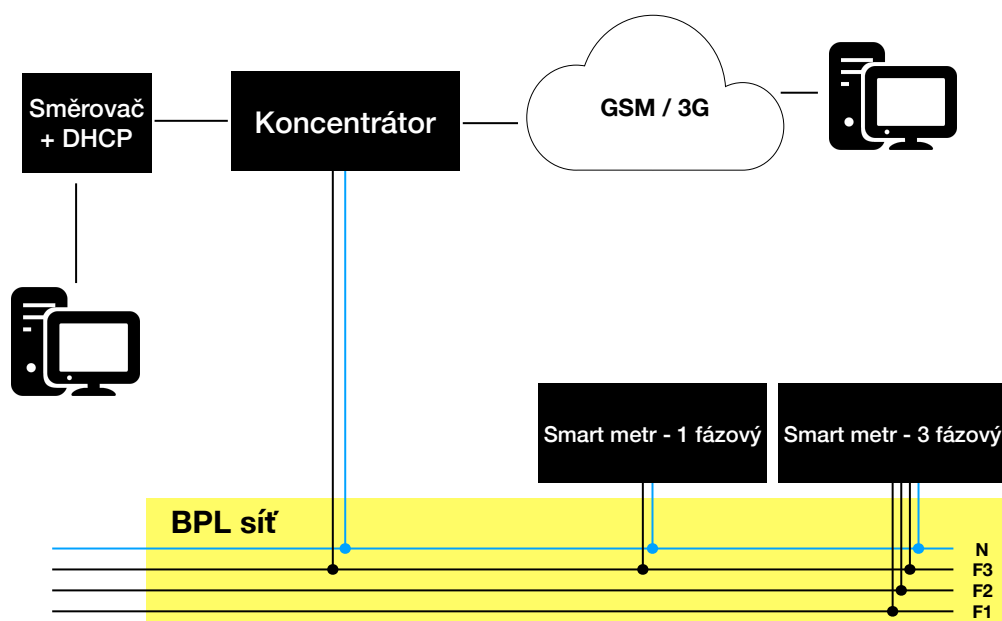 Směrovač
+ DHCP
Koncentrátor
GSM / 3G
Smart metr - 1 fázový
Smart metr - 3 fázový
BPL síť
N
F3
F2
F1